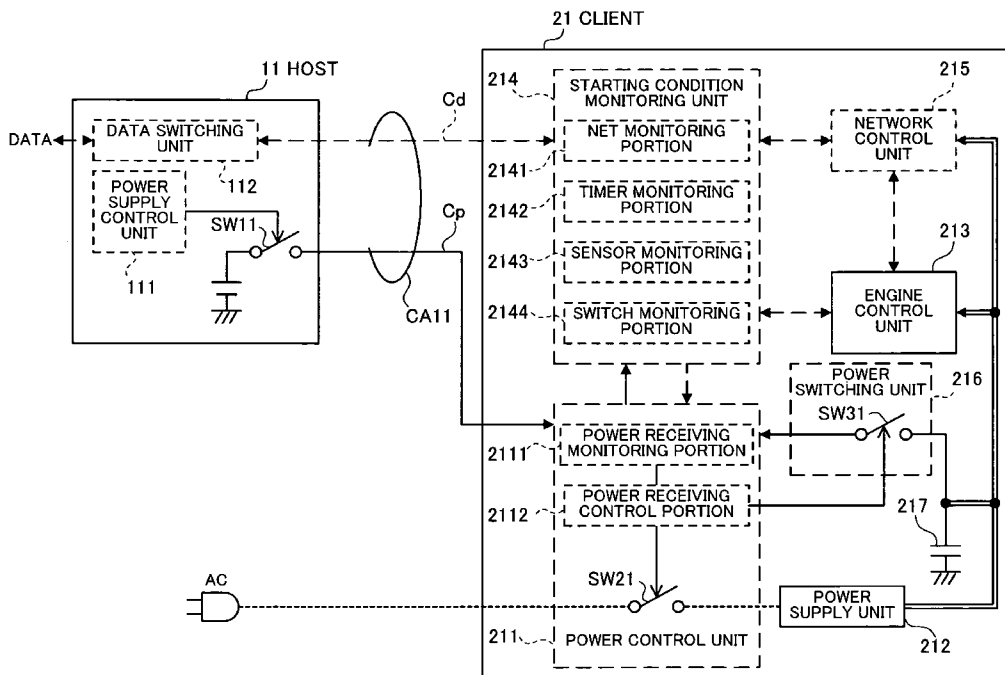 21 CLIENT
11 HOST
214
STARTING CONDITION
MONITORING UNIT
215
Cd
DATA
DATA SWITCHING
UNIT
NET MONITORING
PORTION
NETWORK
CONTROL
UNIT
2141
112
POWER
SUPPLY
CONTROL
UNIT
TIMER MONITORING
PORTION
2142
Cp
SW11
213
2143
SENSOR MONITORING
PORTION
111
ENGINE
CONTROL
UNIT
CA11
2144
SWITCH MONITORING
PORTION
POWER
SWITCHING UNIT
216
SW31
2111
POWER RECEIVING
MONITORING PORTION
2112
POWER RECEIVING
CONTROL PORTION
217
AC
SW21
POWER
SUPPLY UNIT
211
POWER CONTROL UNIT
212